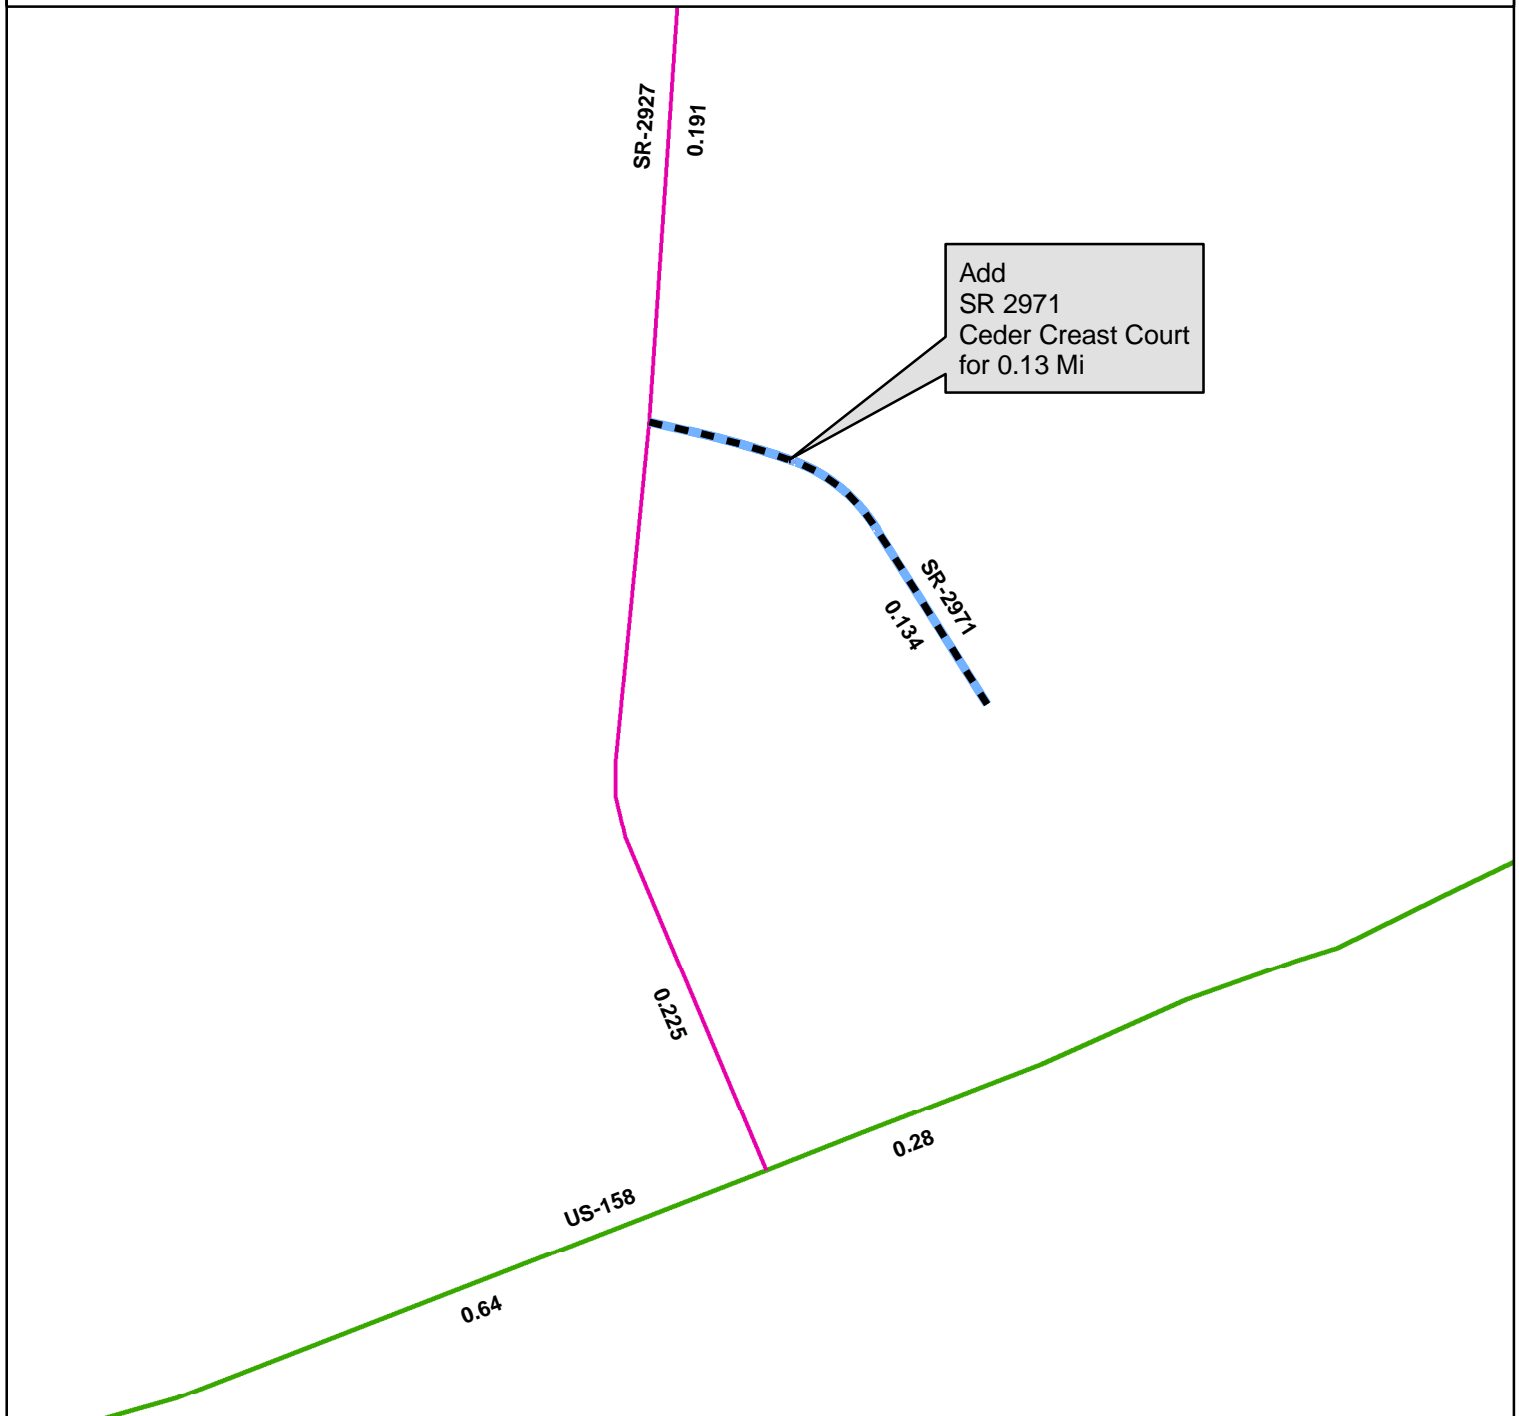 SR-2927
0.191
Add
SR 2971
Ceder Creast Court
for 0.13 Mi
SR-2971
0.134
0.225
0.28
US-158
0.64